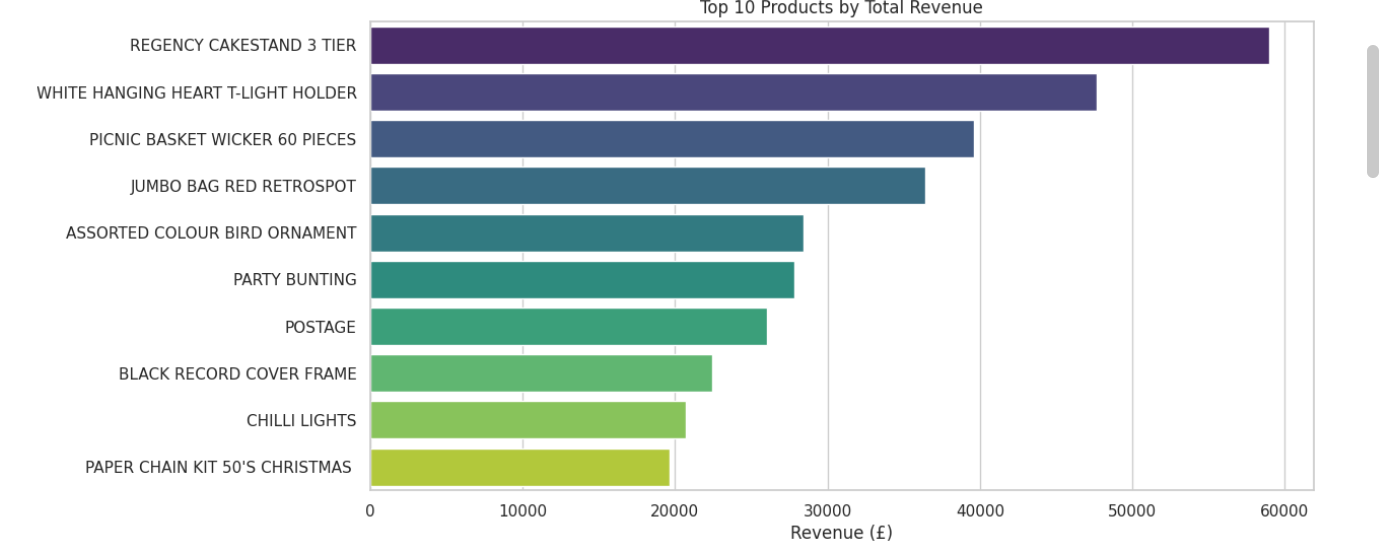 Top 10 Products by Total Revenue
REGENCY CAKESTAND 3 TIER
WHITE HANGING HEART T-LIGHT HOLDER
PICNIC BASKET WICKER 60 PIECES
JUMBO BAG RED RETROSPOT
ASSORTED COLOUR BIRD ORNAMENT
PARTY BUNTING
POSTAGE
BLACK RECORD COVER FRAME
CHILLI LIGHTS
PAPER CHAIN KIT 50'S CHRISTMAS
0 10000 20000 30000 40000 50000 60000
Revenue (£)